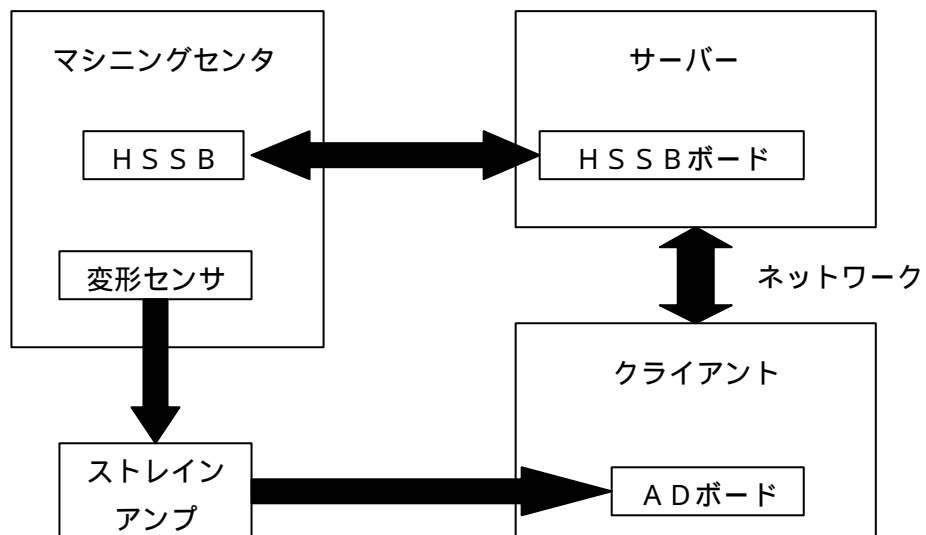 マシニングセンタ
サーバー
ＨＳＳＢ
ＨＳＳＢボード
変形センサ
ネットワーク
クライアント
ストレイン
アンプ
ＡＤボード